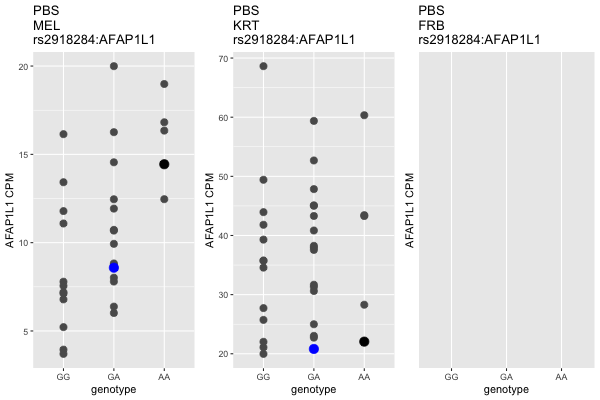 PBS
MEL
rs2918284:AFAP1L1
PBS
KRT
rs2918284:AFAP1L1
PBS
FRB
rs2918284:AFAP1L1
AFAP1L1 CPM
20
15
10
5
GG GA AA
genotype
AFAP1L1 CPM
70
60
50
40
30
20
GG GA AA
genotype
AFAP1L1 CPM
GG GA AA
genotype